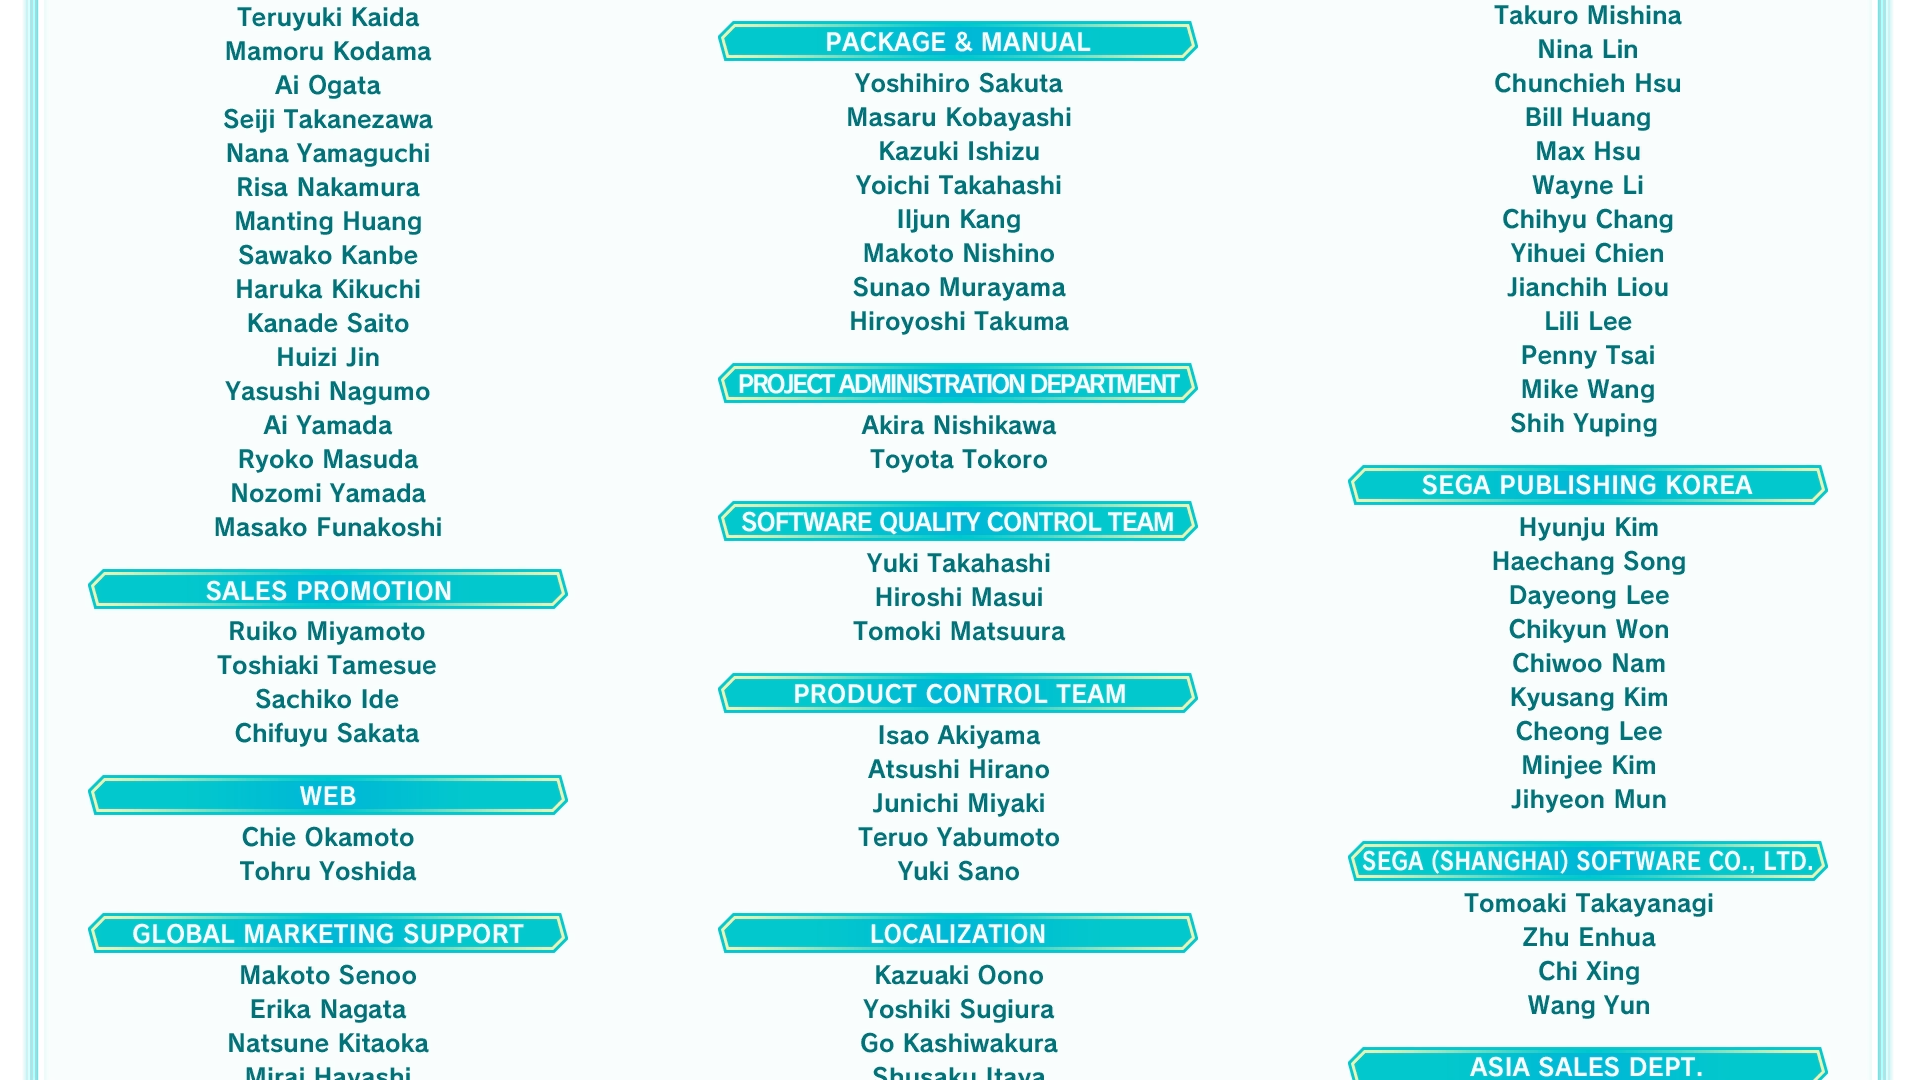 Teruyuki Kaida
Mamoru Kodama
Ai Ogata
Seiji Takanezawa
Nana Yamaguchi
Risa Nakamura
Manting Huang
Sawako Kanbe
Haruka Kikuchi
Kanade Saito
Huizi Jin
Yasushi Nagumo
Ai Yamada
Ryoko Masuda
Nozomi Yamada
Masako Funakoshi
SALES PROMOTION
Ruiko Miyamoto
Toshiaki Tamesue
Sachiko Ide
Chifuyu Sakata
WEB
Chie Okamoto
Tohru Yoshida
GLOBAL MARKETING SUPPORT
Makoto Senoo
Erika Nagata
Natsune Kitaoka
Mirai Hayashi
PACKAGE & MANUAL
Yoshihiro Sakuta
Masaru Kobayashi
Kazuki Ishizu
Yoichi Takahashi
Iljun Kang
Makoto Nishino
Sunao Murayama
Hiroyoshi Takuma
PROJECT ADMINISTRATION DEPARTMENT
Akira Nishikawa
Toyota Tokoro
SOFTWARE QUALITY CONTROL TEAM
Yuki Takahashi
Hiroshi Masui
Tomoki Matsuura
PRODUCT CONTROL TEAM
Isao Akiyama
Atsushi Hirano
Junichi Miyaki
Teruo Yabumoto
Yuki Sano
LOCALIZATION
Kazuaki Oono
Yoshiki Sugiura
Go Kashiwakura
Shusaku Itaya
Takuro Mishina
Nina Lin
Chunchieh Hsu
Bill Huang
Max Hsu
Wayne Li
Chihyu Chang
Yihuei Chien
Jianchih Liou
Lili Lee
Penny Tsai
Mike Wang
Shih Yuping
SEGA PUBLISHING KOREA
Hyunju Kim
Haechang Song
Dayeong Lee
Chikyun Won
Chiwoo Nam
Kyusang Kim
Cheong Lee
Minjee Kim
Jihyeon Mun
SEGA (SHANGHAI) SOFTWARE CO., LTD.
Tomoaki Takayanagi
Zhu Enhua
Chi Xing
Wang Yun
ASIA SALES DEPT.